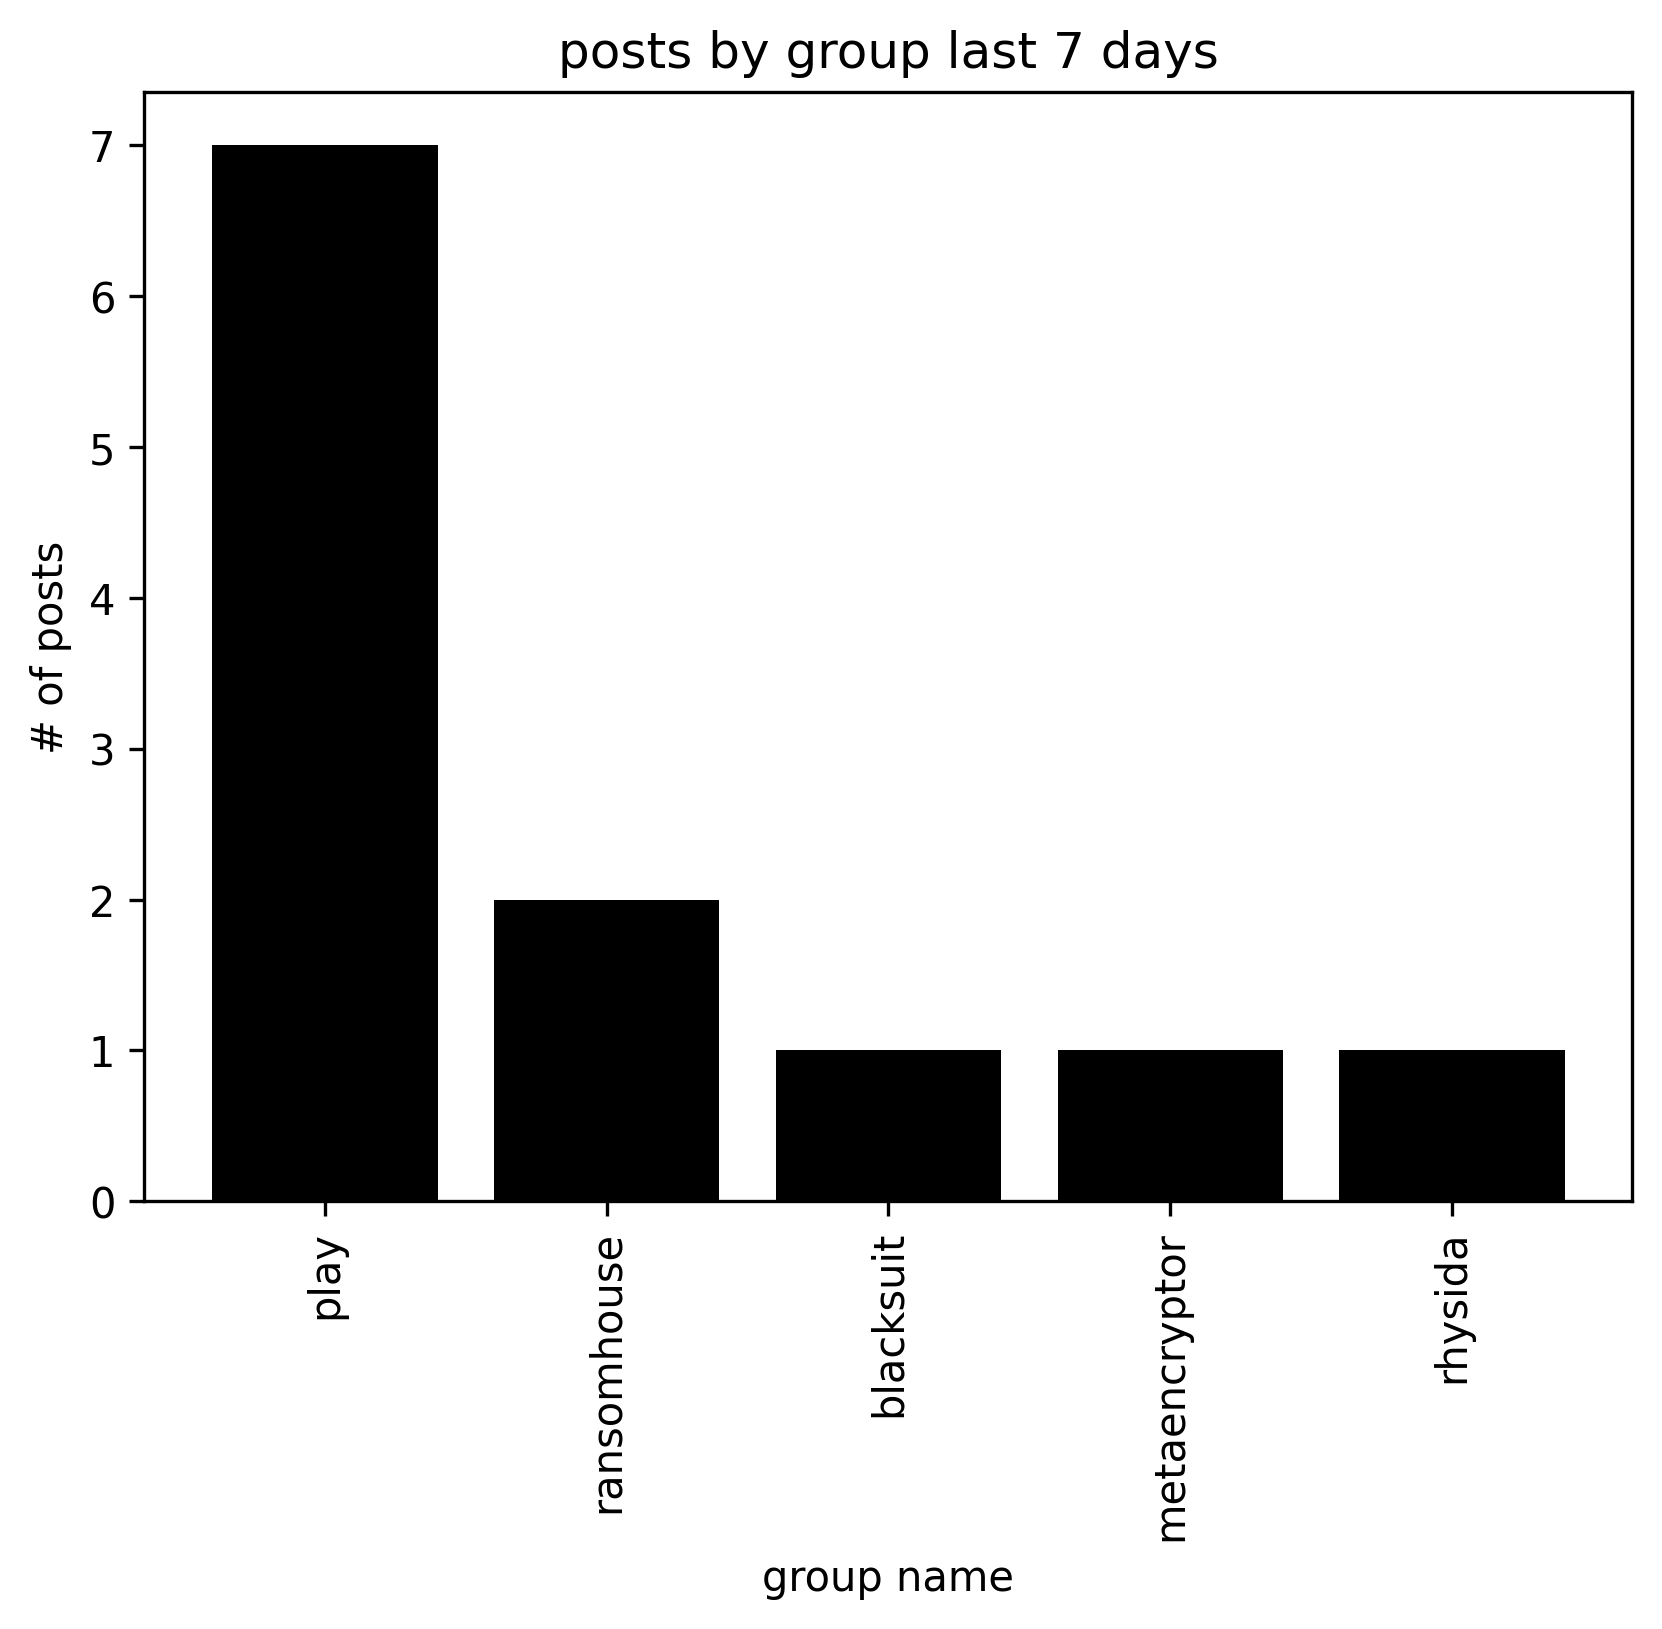 posts by group last 7 days
# of posts
7
6
5
4
3
2
1
0
play
ransomhouse
blacksuit
metaencryptor
rhysida
group name